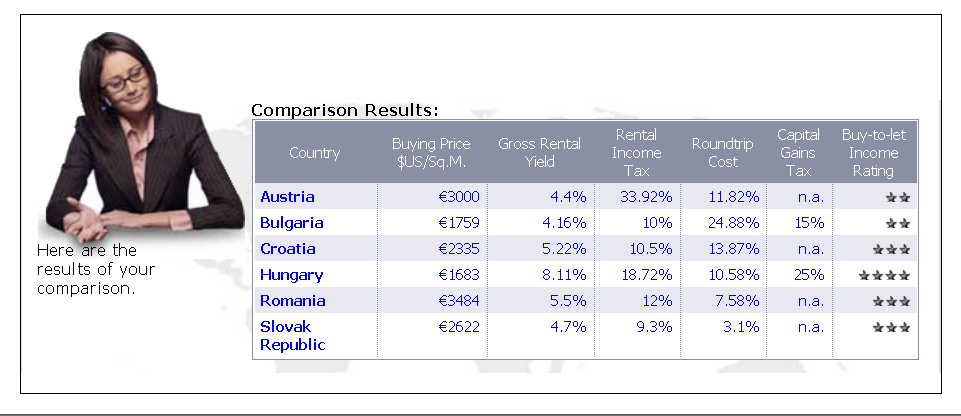 Comparison Results:
Country Buying Price $US/Sq.M. Gross Rental Yield Rental Income Tax Roundtrip Cost Capital Gains Tax Buy-to-let Income Rating
Austria €3000 4.4% 33.92% 11.82% n.a. ★★
Bulgaria €1759 4.16% 10% 24.88% 15% ★★
Croatia €2335 5.22% 10.5% 13.87% n.a. ★★★
Hungary €1683 8.11% 18.72% 10.58% 25% ★★★★
Romania €3484 5.5% 12% 7.58% n.a. ★★★
Slovak Republic €2622 4.7% 9.3% 3.1% n.a. ★★★
Here are the
results of your
comparison.